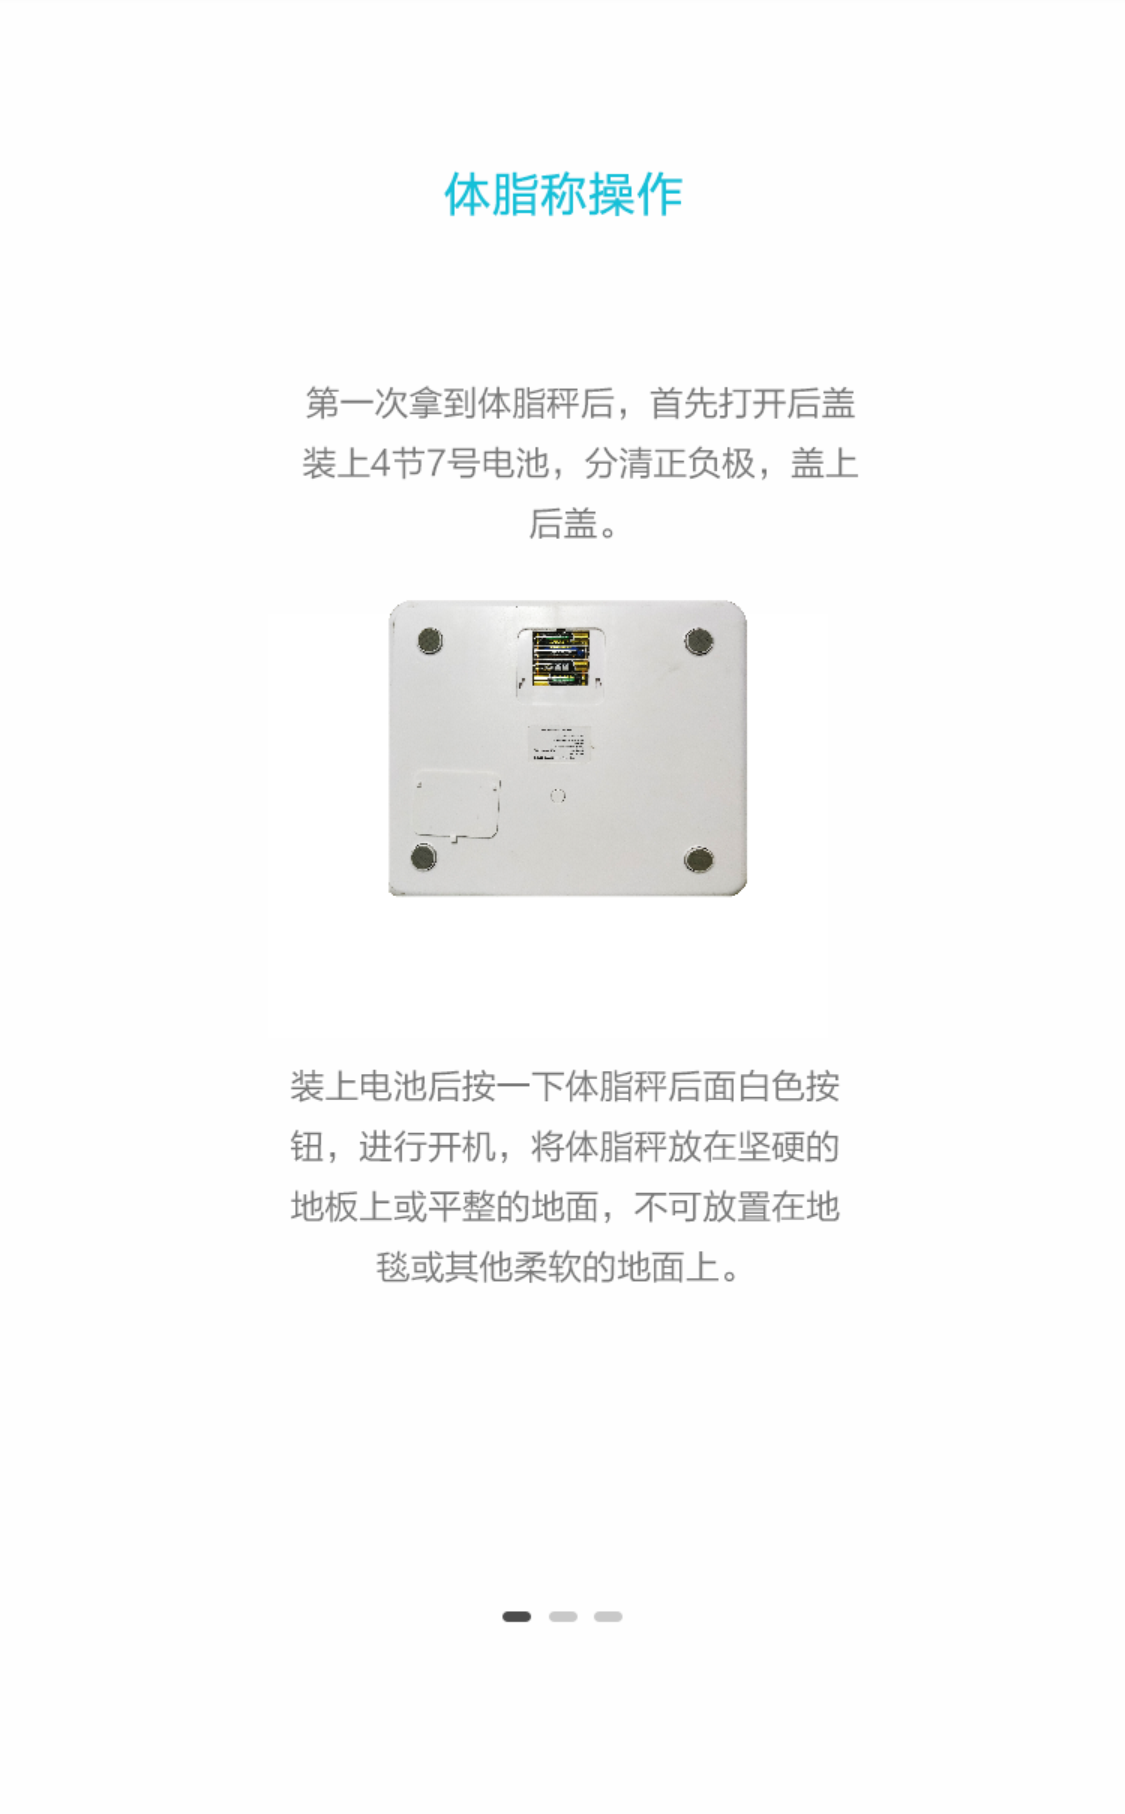 体脂称操作
第一次拿到体脂秤后，首先打开后盖
装上4节7号电池，分清正负极，盖上
后盖。
装上电池后按一下体脂秤后面白色按
钮，进行开机，将体脂秤放在坚硬的
地板上或平整的地面，不可放置在地
毯或其他柔软的地面上。